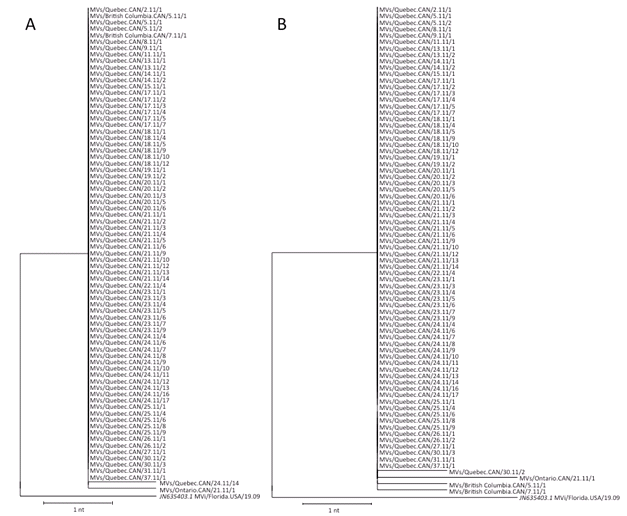 A
MVs/Quebec.CAN/2.11/1
MVs/British Columbia.CAN/5.11/1
MVs/Quebec.CAN/5.11/1
MVs/Quebec.CAN/5.11/2
MVs/British Columbia.CAN/7.11/1
MVs/Quebec.CAN/8.11/1
MVs/Quebec.CAN/9.11/1
MVs/Quebec.CAN/11.11/1
MVs/Quebec.CAN/13.11/1
MVs/Quebec.CAN/13.11/2
MVs/Quebec.CAN/14.11/1
MVs/Quebec.CAN/14.11/2
MVs/Quebec.CAN/15.11/1
MVs/Quebec.CAN/17.11/1
MVs/Quebec.CAN/17.11/2
MVs/Quebec.CAN/17.11/3
MVs/Quebec.CAN/17.11/4
MVs/Quebec.CAN/17.11/5
MVs/Quebec.CAN/17.11/7
MVs/Quebec.CAN/18.11/1
MVs/Quebec.CAN/18.11/4
MVs/Quebec.CAN/18.11/5
MVs/Quebec.CAN/18.11/9
MVs/Quebec.CAN/18.11/10
MVs/Quebec.CAN/18.11/12
MVs/Quebec.CAN/19.11/1
MVs/Quebec.CAN/19.11/2
MVs/Quebec.CAN/20.11/1
MVs/Quebec.CAN/20.11/2
MVs/Quebec.CAN/20.11/3
MVs/Quebec.CAN/20.11/5
MVs/Quebec.CAN/20.11/6
MVs/Quebec.CAN/21.11/1
MVs/Quebec.CAN/21.11/2
MVs/Quebec.CAN/21.11/3
MVs/Quebec.CAN/21.11/4
MVs/Quebec.CAN/21.11/5
MVs/Quebec.CAN/21.11/6
MVs/Quebec.CAN/21.11/9
MVs/Quebec.CAN/21.11/10
MVs/Quebec.CAN/21.11/12
MVs/Quebec.CAN/21.11/13
MVs/Quebec.CAN/21.11/14
MVs/Quebec.CAN/22.11/4
MVs/Quebec.CAN/23.11/1
MVs/Quebec.CAN/23.11/3
MVs/Quebec.CAN/23.11/4
MVs/Quebec.CAN/23.11/5
MVs/Quebec.CAN/23.11/6
MVs/Quebec.CAN/23.11/7
MVs/Quebec.CAN/23.11/9
MVs/Quebec.CAN/24.11/4
MVs/Quebec.CAN/24.11/6
MVs/Quebec.CAN/24.11/7
MVs/Quebec.CAN/24.11/8
MVs/Quebec.CAN/24.11/9
MVs/Quebec.CAN/24.11/10
MVs/Quebec.CAN/24.11/11
MVs/Quebec.CAN/24.11/12
MVs/Quebec.CAN/24.11/13
MVs/Quebec.CAN/24.11/16
MVs/Quebec.CAN/24.11/17
MVs/Quebec.CAN/25.11/1
MVs/Quebec.CAN/25.11/4
MVs/Quebec.CAN/25.11/6
MVs/Quebec.CAN/25.11/8
MVs/Quebec.CAN/25.11/9
MVs/Quebec.CAN/26.11/1
MVs/Quebec.CAN/26.11/2
MVs/Quebec.CAN/27.11/1
MVs/Quebec.CAN/30.11/2
MVs/Quebec.CAN/30.11/3
MVs/Quebec.CAN/31.11/1
MVs/Quebec.CAN/37.11/1
MVs/Quebec.CAN/24.11/14
MVs/Ontario.CAN/21.11/1
JN635403.1 MVi/Florida.USA/19.09
1 nt
B
MVs/Quebec.CAN/2.11/1
MVs/Quebec.CAN/5.11/1
MVs/Quebec.CAN/5.11/2
MVs/Quebec.CAN/8.11/1
MVs/Quebec.CAN/9.11/1
MVs/Quebec.CAN/11.11/1
MVs/Quebec.CAN/13.11/1
MVs/Quebec.CAN/13.11/2
MVs/Quebec.CAN/14.11/1
MVs/Quebec.CAN/14.11/2
MVs/Quebec.CAN/15.11/1
MVs/Quebec.CAN/17.11/1
MVs/Quebec.CAN/17.11/2
MVs/Quebec.CAN/17.11/3
MVs/Quebec.CAN/17.11/4
MVs/Quebec.CAN/17.11/5
MVs/Quebec.CAN/17.11/7
MVs/Quebec.CAN/18.11/1
MVs/Quebec.CAN/18.11/4
MVs/Quebec.CAN/18.11/5
MVs/Quebec.CAN/18.11/9
MVs/Quebec.CAN/18.11/10
MVs/Quebec.CAN/18.11/12
MVs/Quebec.CAN/19.11/1
MVs/Quebec.CAN/19.11/2
MVs/Quebec.CAN/20.11/1
MVs/Quebec.CAN/20.11/2
MVs/Quebec.CAN/20.11/3
MVs/Quebec.CAN/20.11/5
MVs/Quebec.CAN/20.11/6
MVs/Quebec.CAN/21.11/1
MVs/Quebec.CAN/21.11/2
MVs/Quebec.CAN/21.11/3
MVs/Quebec.CAN/21.11/4
MVs/Quebec.CAN/21.11/5
MVs/Quebec.CAN/21.11/6
MVs/Quebec.CAN/21.11/9
MVs/Quebec.CAN/21.11/10
MVs/Quebec.CAN/21.11/12
MVs/Quebec.CAN/21.11/13
MVs/Quebec.CAN/21.11/14
MVs/Quebec.CAN/22.11/4
MVs/Quebec.CAN/23.11/1
MVs/Quebec.CAN/23.11/3
MVs/Quebec.CAN/23.11/4
MVs/Quebec.CAN/23.11/5
MVs/Quebec.CAN/23.11/6
MVs/Quebec.CAN/23.11/7
MVs/Quebec.CAN/23.11/9
MVs/Quebec.CAN/24.11/4
MVs/Quebec.CAN/24.11/6
MVs/Quebec.CAN/24.11/7
MVs/Quebec.CAN/24.11/8
MVs/Quebec.CAN/24.11/9
MVs/Quebec.CAN/24.11/10
MVs/Quebec.CAN/24.11/11
MVs/Quebec.CAN/24.11/12
MVs/Quebec.CAN/24.11/13
MVs/Quebec.CAN/24.11/14
MVs/Quebec.CAN/24.11/16
MVs/Quebec.CAN/24.11/17
MVs/Quebec.CAN/25.11/1
MVs/Quebec.CAN/25.11/4
MVs/Quebec.CAN/25.11/6
MVs/Quebec.CAN/25.11/8
MVs/Quebec.CAN/25.11/9
MVs/Quebec.CAN/26.11/1
MVs/Quebec.CAN/26.11/2
MVs/Quebec.CAN/27.11/1
MVs/Quebec.CAN/30.11/3
MVs/Quebec.CAN/31.11/1
MVs/Quebec.CAN/37.11/1
MVs/Quebec.CAN/30.11/2
MVs/Ontario.CAN/21.11/1
MVs/British Columbia.CAN/5.11/1
MVs/British Columbia.CAN/7.11/1
JN635403.1 MVi/Florida.USA/19.09
1 nt